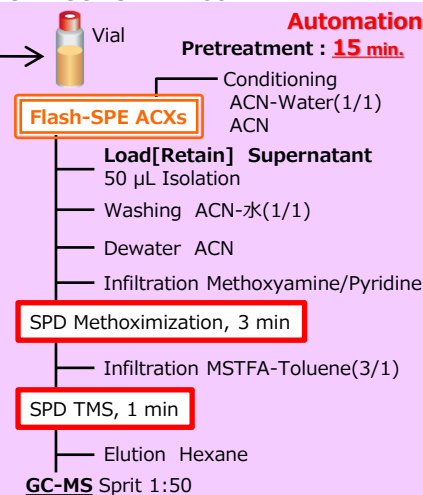 Automation
Vial
Pretreatment : 15 min.
Conditioning
ACN-Water(1/1)
ACN
Flash-SPE ACXs
Load[Retain] Supernatant
50 µL Isolation
Washing ACN-水(1/1)
Dewater ACN
Infiltration Methoxyamine/Pyridine
SPD Methoximization, 3 min
Infiltration MSTFA-Toluene(3/1)
SPD TMS, 1 min
Elution Hexane
GC-MS Sprit 1:50